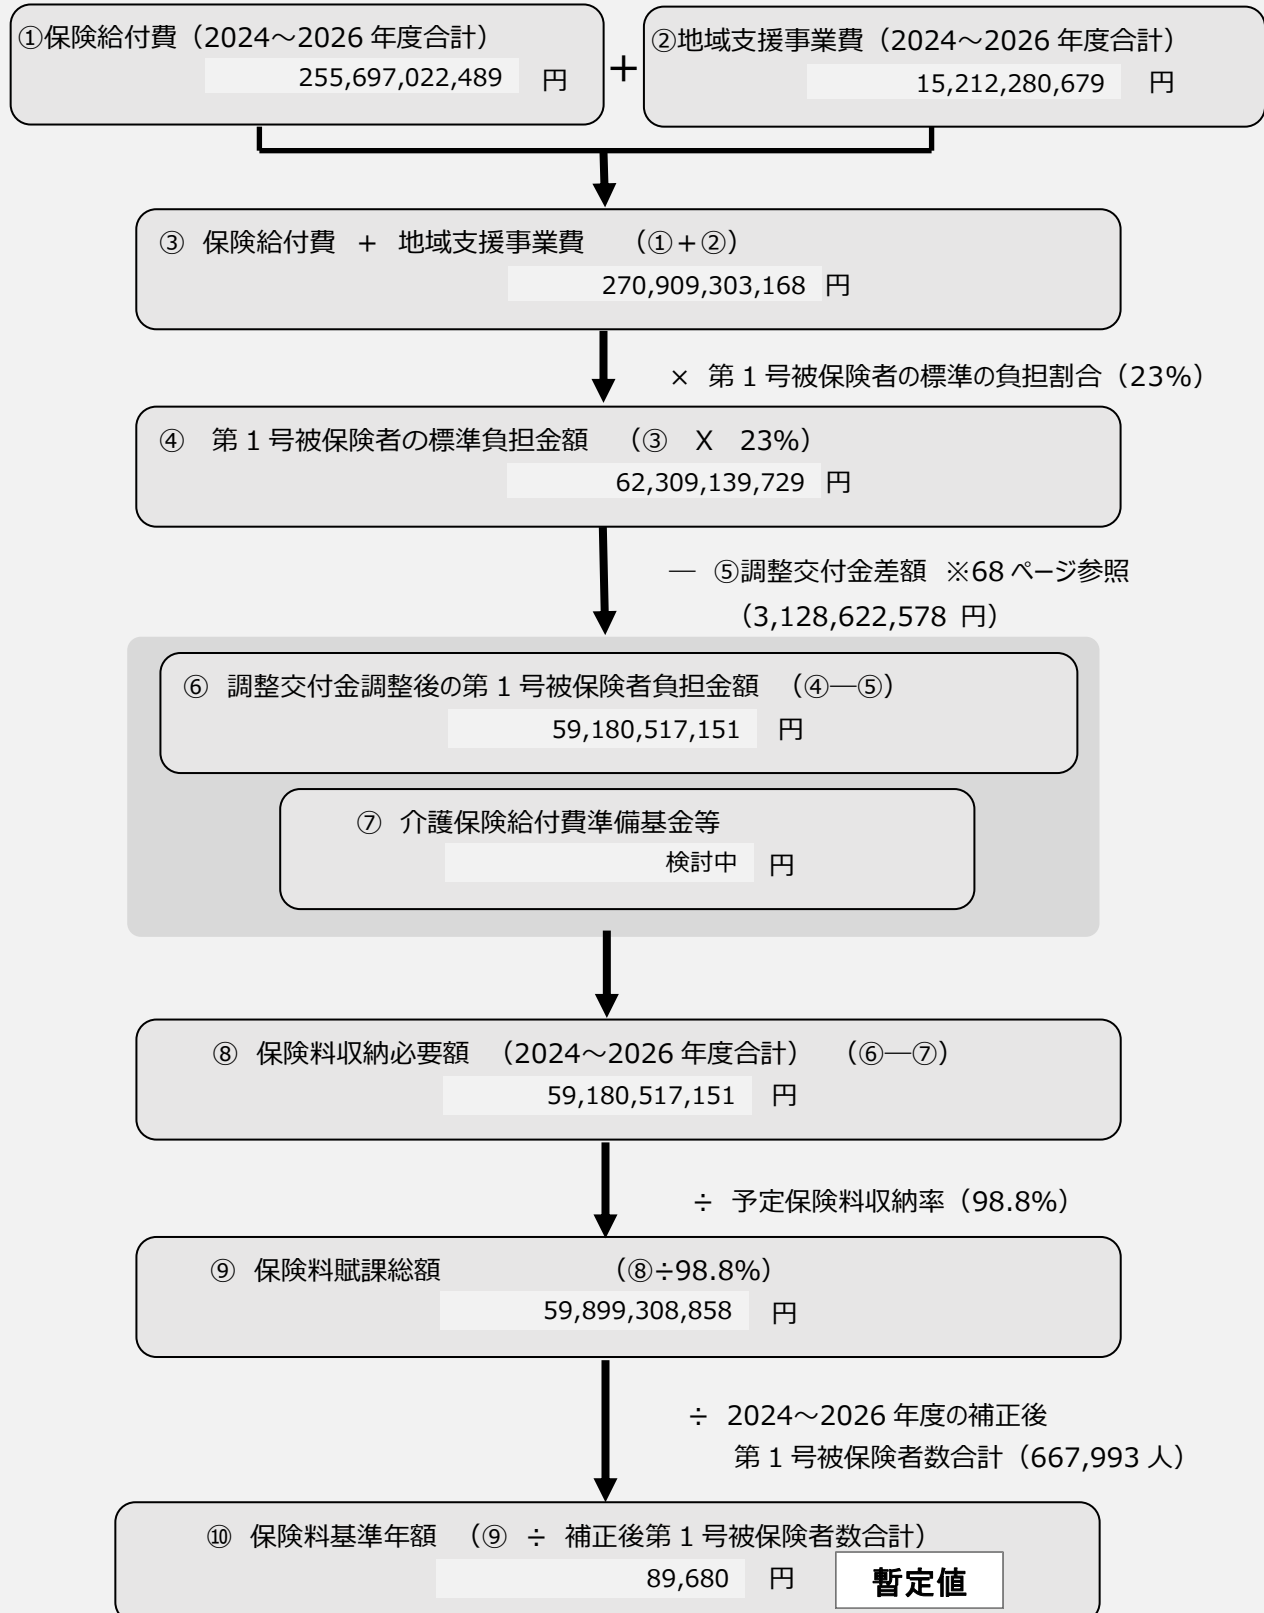 ①保険給付費（2024～2026 年度合計）
255,697,022,489 円
＋
②地域支援事業費（2024～2026 年度合計）
15,212,280,679 円
③ 保険給付費 + 地域支援事業費 （①+②）
270,909,303,168 円
× 第１号被保険者の標準の負担割合（23%）
④ 第１号被保険者の標準負担金額 （③ X 23%）
62,309,139,729 円
― ⑤調整交付金差額 ※68 ページ参照
（3,128,622,578 円）
⑥ 調整交付金調整後の第１号被保険者負担金額 （④―⑤）
59,180,517,151 円
⑦ 介護保険給付費準備基金等
検討中 円
⑧ 保険料収納必要額 （2024～2026 年度合計） （⑥―⑦）
59,180,517,151 円
÷ 予定保険料収納率（98.8%）
⑨ 保険料賦課総額 （⑧÷98.8%）
59,899,308,858 円
÷ 2024～2026 年度の補正後
第１号被保険者数合計（667,993 人）
⑩ 保険料基準年額 （⑨ ÷ 補正後第１号被保険者数合計）
89,680 円 暫定値